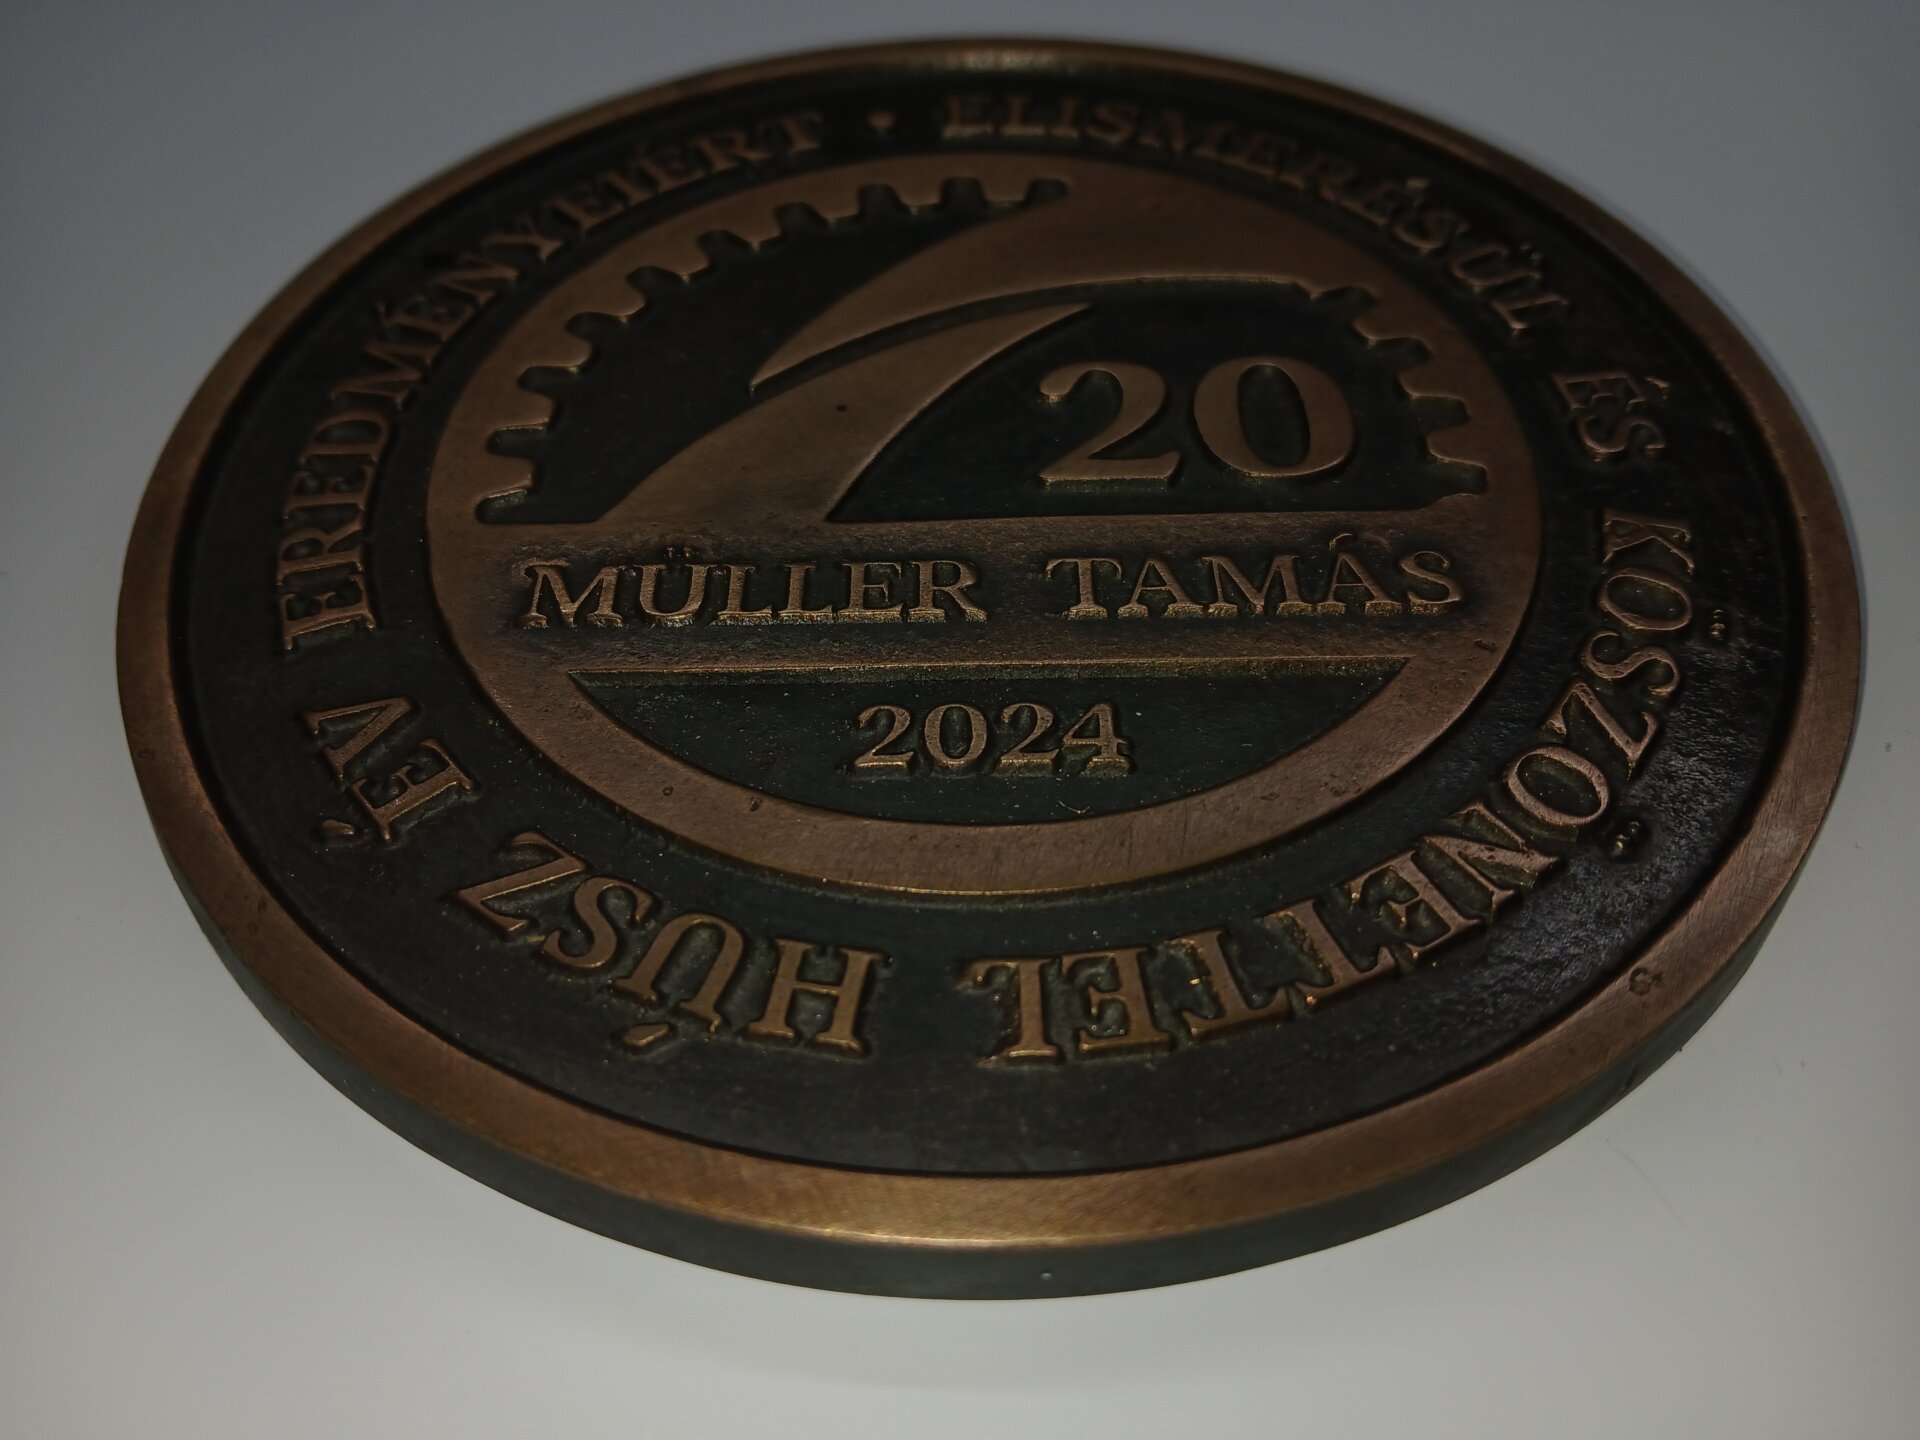 ELISMERÉSÜL ÉS KÖSZÖNETTEL
HÚSZ ÉV EREDMÉNYEIÉRT •
20
MÜLLER TAMÁS
2024